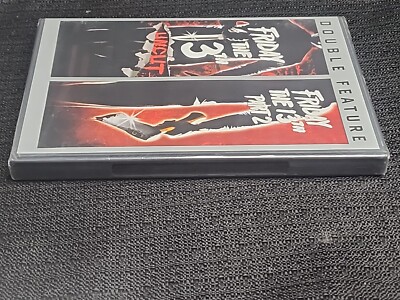 DOUBLE FEATURE
FRIDAY
THE
13TH
UNCUT
FRIDAY
THE 13TH
PART 2